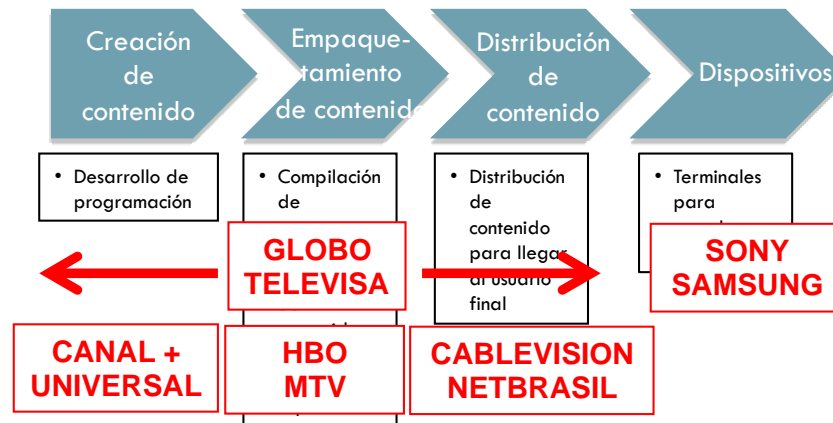 Creación
de
contenido
Empaque-
tamiento
de contenido
Distribución
de
contenido
Dispositivos
• Desarrollo de
programación
• Compilación
de
• Distribución
de
contenido
para llegar
al usuario
final
• Terminales
para
GLOBO
TELEVISA
SONY
SAMSUNG
CANAL +
UNIVERSAL
HBO
MTV
CABLEVISION
NETBRASIL